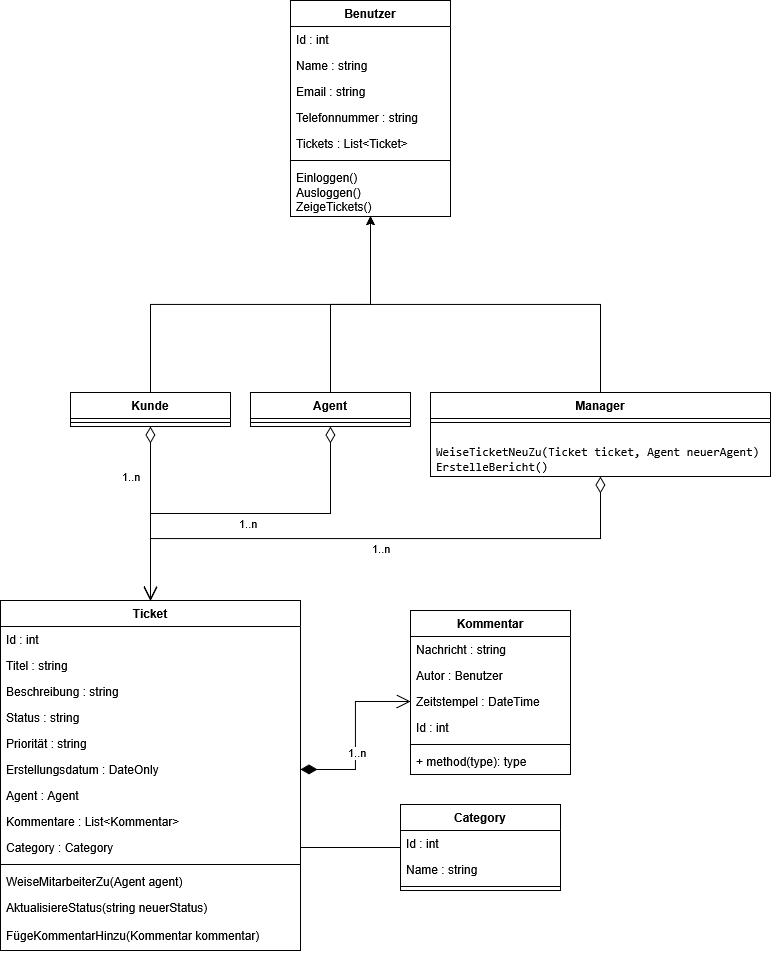 Benutzer
Id : int
Name : string
Email : string
Telefonnummer : string
Tickets : List<Ticket>
Einloggen()
Ausloggen()
ZeigeTickets()
Kunde
Agent
Manager
WeiseTicketNeuZu(Ticket ticket, Agent neuerAgent)
ErstelleBericht()
1..n
1..n
1..n
Ticket
Id : int
Titel : string
Beschreibung : string
Status : string
Priorität : string
Erstellungsdatum : DateOnly
Agent : Agent
Kommentare : List<Kommentar>
Category : Category
WeiseMitarbeiterZu(Agent agent)
AktualisiereStatus(string neuerStatus)
FügeKommentarHinzu(Kommentar kommentar)
1..n
Kommentar
Nachricht : string
Autor : Benutzer
Zeitstempel : DateTime
Id : int
+ method(type): type
Category
Id : int
Name : string